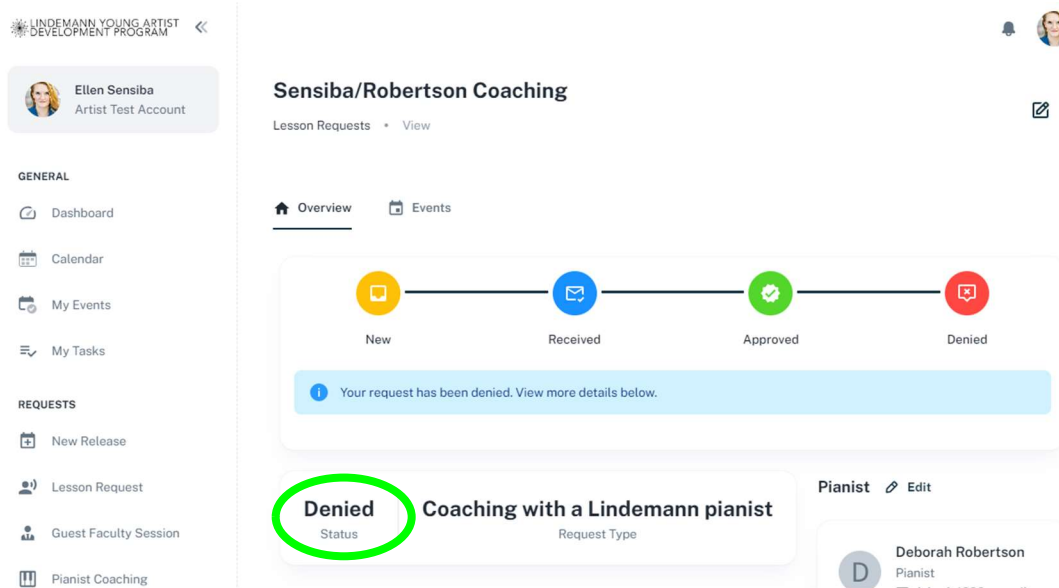 LINDEMANN YOUNG ARTIST
DEVELOPMENT PROGRAM
Ellen Sensiba
Artist Test Account
GENERAL
Dashboard
Calendar
My Events
My Tasks
REQUESTS
New Release
Lesson Request
Guest Faculty Session
Pianist Coaching
Sensiba/Robertson Coaching
Lesson Requests • View
Overview Events
New Received Approved Denied
Your request has been denied. View more details below.
Denied
Status
Coaching with a Lindemann pianist
Request Type
Pianist Edit
D
Deborah Robertson
Pianist